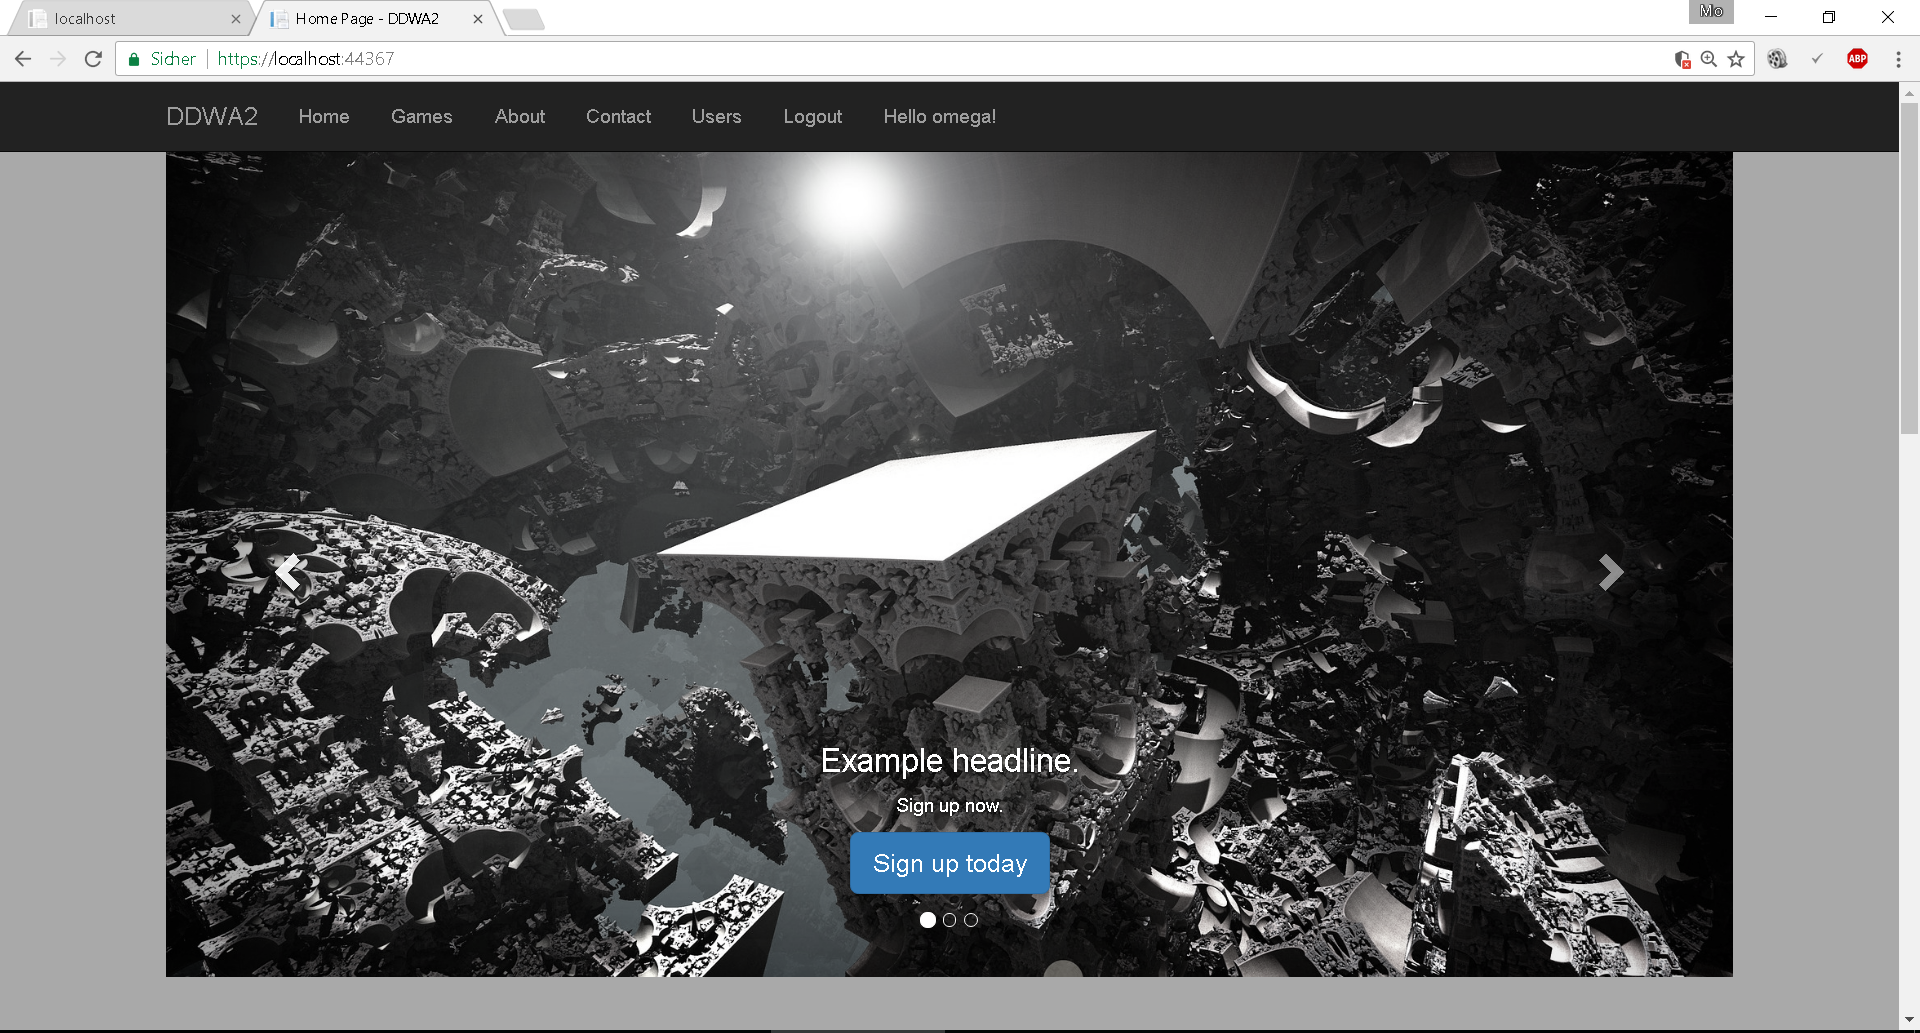 localhost
Home Page - DDWA2
Mo
Sicher
https://localhost:44367
ABP
DDWA2 Home Games About Contact Users Logout Hello omega!
Example headline.
Sign up now.
Sign up today